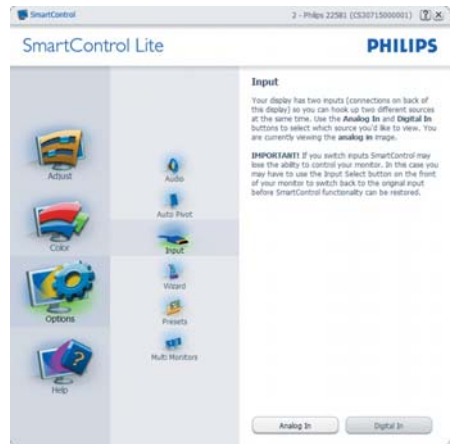 SmartControl
2 - Philips 225B1 (CS30715000001)
SmartControl Lite
PHILIPS
Adjust
Color
Options
Help
Audio
Auto Pivot
Input
Wizard
Presets
Multi Monitors
Input
Your display has two inputs (connections on back of
this display) so you can hook up two different sources
at the same time. Use the Analog In and Digital In
buttons to select which source you'd like to view. You
are currently viewing the analog in image.
IMPORTANT! If you switch inputs SmartControl may
lose the ability to control your monitor. In this case you
may have to use the Input Select button on the front
of your monitor to switch back to the original input
before SmartControl functionality can be restored.
Analog In
Digital In